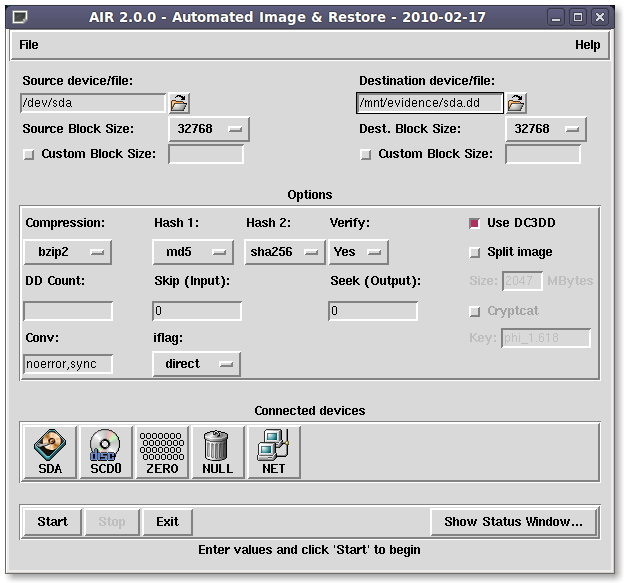 AIR 2.0.0 - Automated Image & Restore - 2010-02-17
File Help
Source device/file: Destination device/file:
/dev/sda /mnt/evidence/sda.dd
Source Block Size: 32768 Dest. Block Size: 32768
Custom Block Size: Custom Block Size:
Options
Compression: Hash 1: Hash 2: Verify: Use DC3DD
bzip2 md5 sha256 Yes Split image
DD Count: Skip (Input): Seek (Output): Size: 2047 MBytes
0 0 Cryptcat
Conv: iflag: Key: phi_1.618
noerror,sync direct
Connected devices
disc
SDA SCD0 ZERO NULL NET
Start Stop Exit Show Status Window...
Enter values and click 'Start' to begin